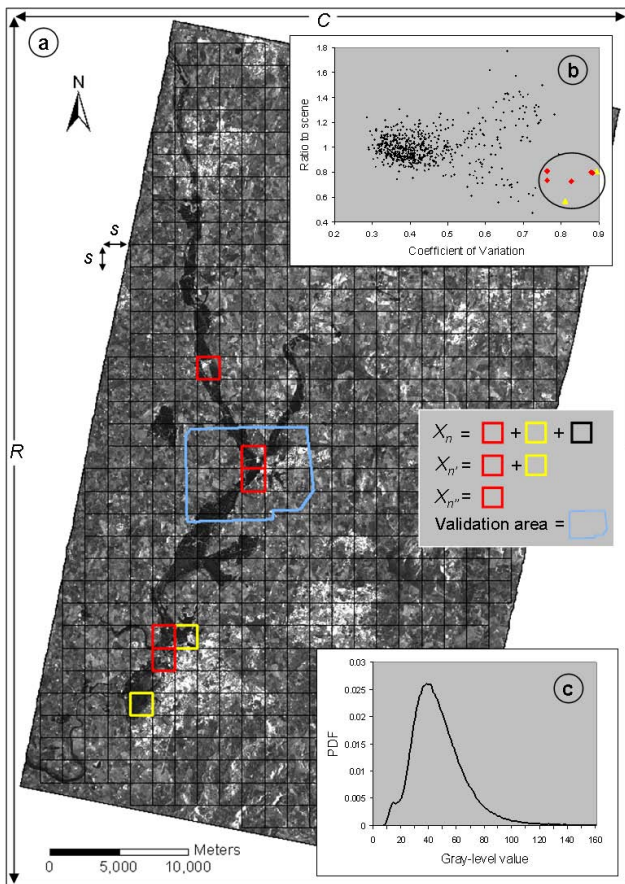 C
a
N
s
s
R
b
Ratio to scene
1.8
1.6
1.4
1.2
1
0.8
0.6
0.4
0.2 0.3 0.4 0.5 0.6 0.7 0.8 0.9
Coefficient of Variation
Xn = + +
Xn' = +
Xn'' =
Validation area =
c
PDF
0.03
0.025
0.02
0.015
0.01
0.005
0
0 20 40 60 80 100 120 140 160
Gray-level value
Meters
0 5,000 10,000